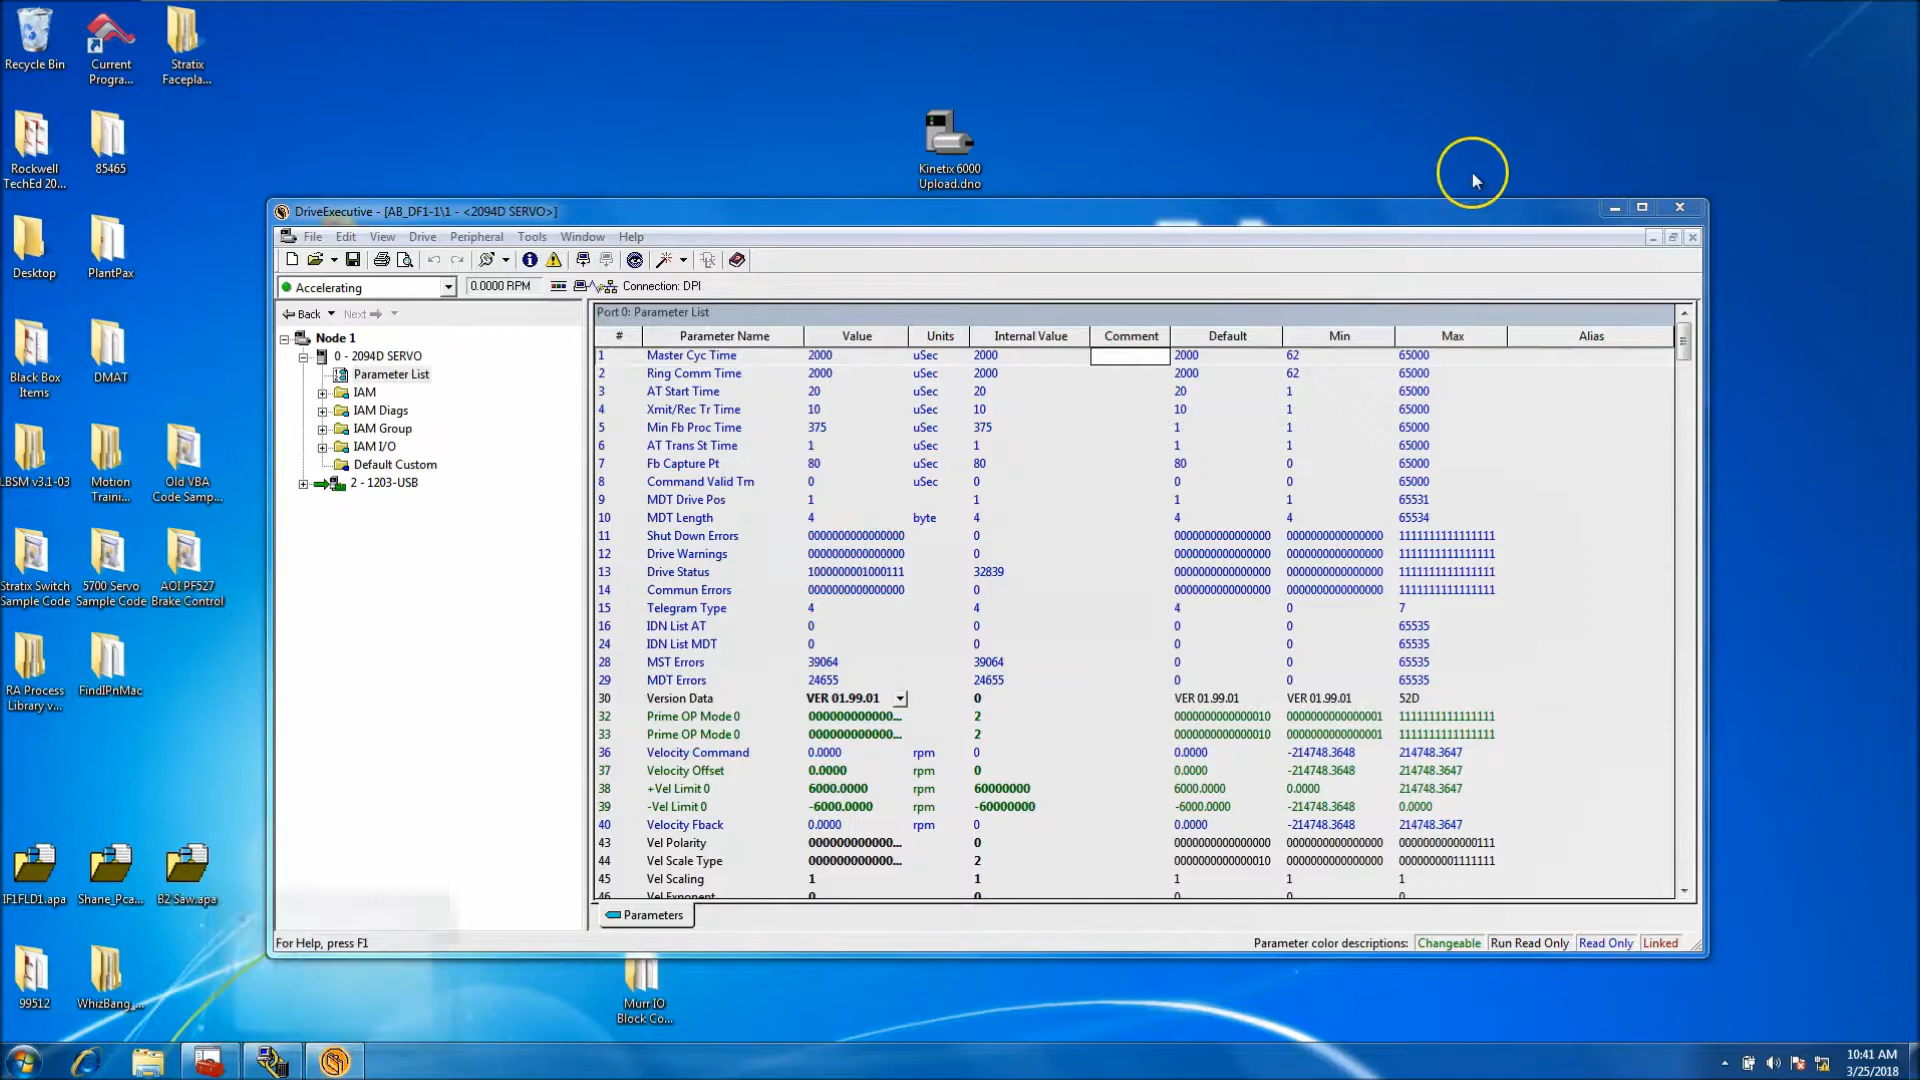 Recycle Bin
Current
Progra...
Stratix
Facepla...
Rockwell
TechEd 20...
85465
Kinetix 6000
Upload.dno
Desktop
PlantPax
Black Box
Items
DMAT
LBSM v3.1-03
Motion
Traini...
Old VBA
Code Samp...
Stratix Switch
Sample Code
5700 Servo
Sample Code
AOI PF527
Brake Control
RA Process
Library v...
FindIPnMac
IF1FLD1.apa
Shane_Pca...
B2 Saw.apa
99512
WhizBang_...
Murr IO
Block Co...
DriveExecutive - [AB_DF1-1\1 - <2094D SERVO>]
File Edit View Drive Peripheral Tools Window Help
Accelerating 0.0000 RPM Connection: DPI
Back Next
Node 1
0 - 2094D SERVO
Parameter List
IAM
IAM Diags
IAM Group
IAM I/O
Default Custom
2 - 1203-USB
Port 0: Parameter List
# Parameter Name Value Units Internal Value Comment Default Min Max Alias
1 Master Cyc Time 2000 uSec 2000 2000 62 65000
2 Ring Comm Time 2000 uSec 2000 2000 62 65000
3 AT Start Time 20 uSec 20 20 1 65000
4 Xmit/Rec Tr Time 10 uSec 10 10 1 65000
5 Min Fb Proc Time 375 uSec 375 1 1 65000
6 AT Trans St Time 1 uSec 1 1 1 65000
7 Fb Capture Pt 80 uSec 80 80 0 65000
8 Command Valid Tm 0 uSec 0 0 0 65000
9 MDT Drive Pos 1 1 1 1 65531
10 MDT Length 4 byte 4 4 4 65534
11 Shut Down Errors 0000000000000000 0 0000000000000000 0000000000000000 1111111111111111
12 Drive Warnings 0000000000000000 0 0000000000000000 0000000000000000 1111111111111111
13 Drive Status 1000000001000111 32839 0000000000000000 0000000000000000 1111111111111111
14 Commun Errors 0000000000000000 0 0000000000000000 0000000000000000 1111111111111111
15 Telegram Type 4 4 4 0 7
16 IDN List AT 0 0 0 0 65535
24 IDN List MDT 0 0 0 0 65535
28 MST Errors 39064 39064 0 0 65535
29 MDT Errors 24655 24655 0 0 65535
30 Version Data VER 01.99.01 0 VER 01.99.01 VER 01.99.01 52D
32 Prime OP Mode 0 000000000000... 2 0000000000000010 0000000000000001 1111111111111111
33 Prime OP Mode 0 000000000000... 2 0000000000000010 0000000000000001 1111111111111111
36 Velocity Command 0.0000 rpm 0 0.0000 -214748.3648 214748.3647
37 Velocity Offset 0.0000 rpm 0 0.0000 -214748.3648 214748.3647
38 +Vel Limit 0 6000.0000 rpm 60000000 6000.0000 0.0000 214748.3647
39 -Vel Limit 0 -6000.0000 rpm -60000000 -6000.0000 -214748.3648 0.0000
40 Velocity Fback 0.0000 rpm 0 0.0000 -214748.3648 214748.3647
43 Vel Polarity 000000000000... 0 0000000000000000 0000000000000000 0000000000000111
44 Vel Scale Type 000000000000... 2 0000000000000010 0000000000000000 0000000001111111
45 Vel Scaling 1 1 1 1 1
46 Vel Exponent 0 0 0 0 0
Parameters
For Help, press F1
Parameter color descriptions: Changeable Run Read Only Read Only Linked
10:41 AM
3/25/2018